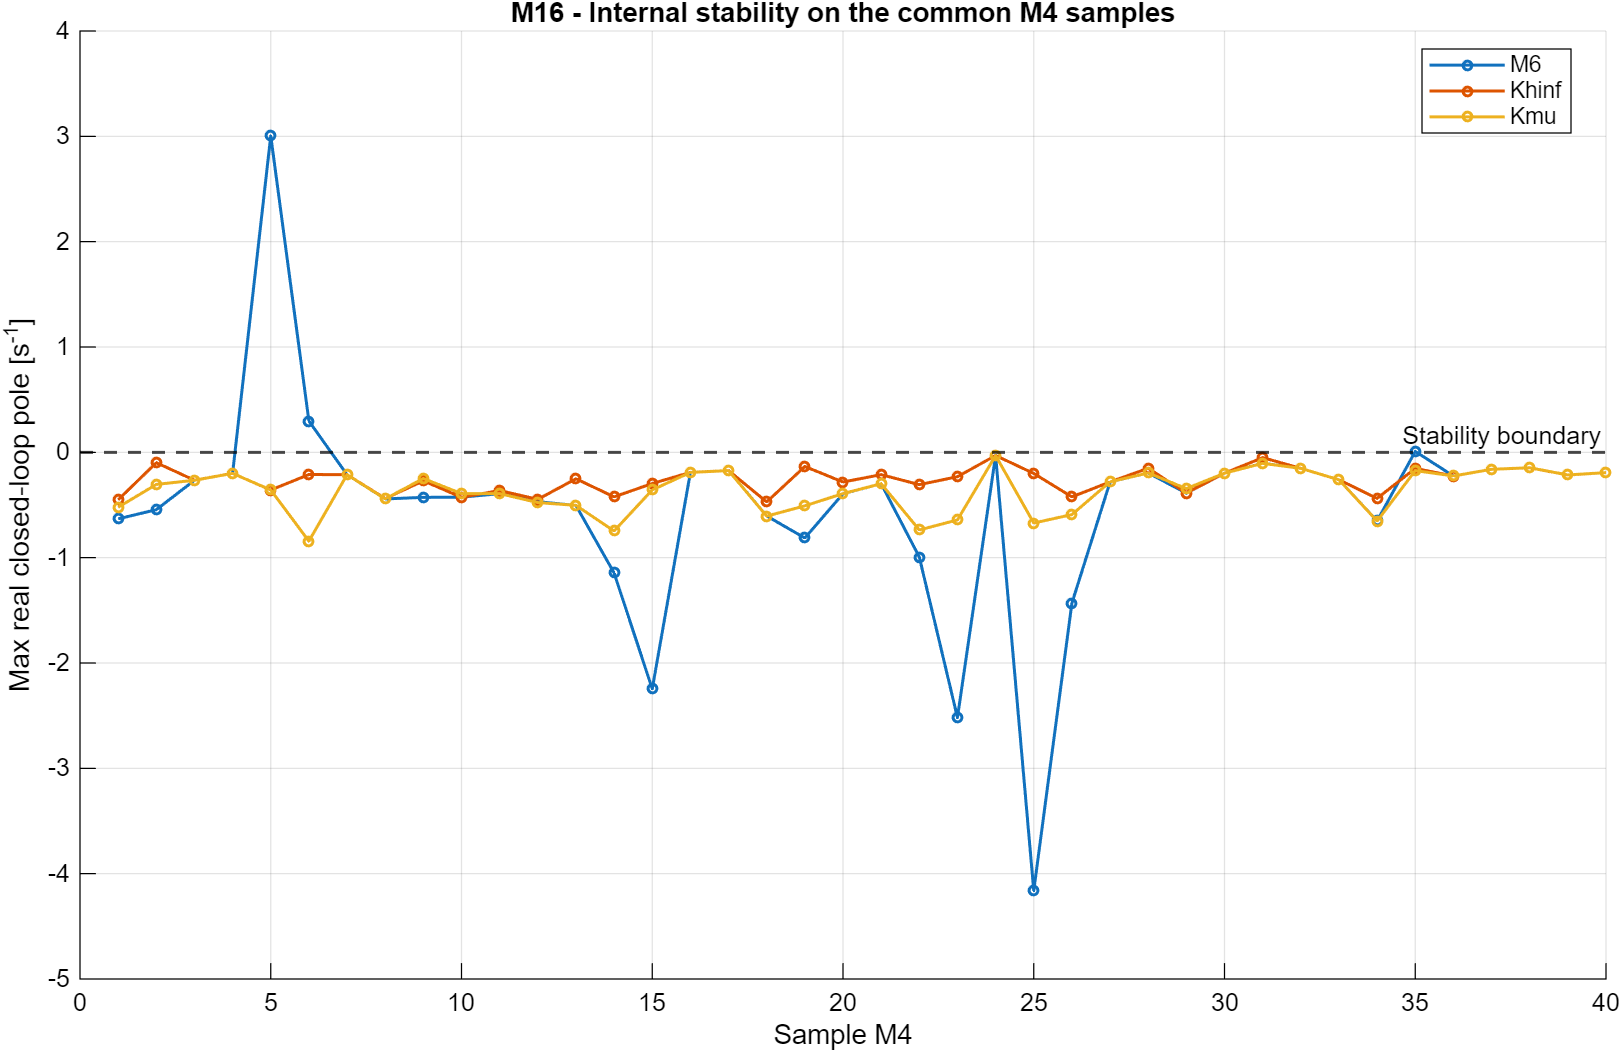 M16 - Internal stability on the common M4 samples
M6
Khinf
Kmu
Stability boundary
Max real closed-loop pole [s⁻¹]
4
3
2
1
0
-1
-2
-3
-4
-5
0 5 10 15 20 25 30 35 40
Sample M4